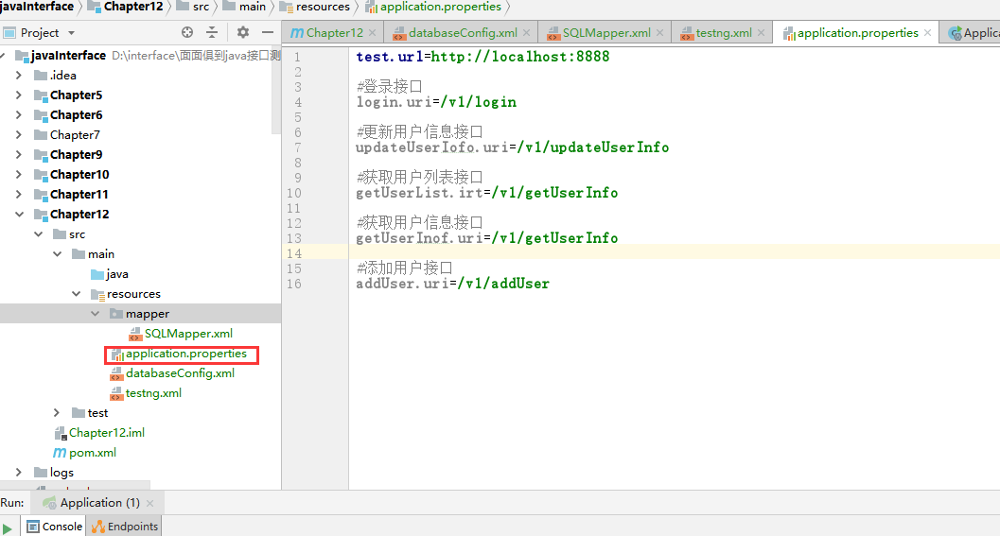 javaInterface Chapter12 src main resources application.properties
Project
Chapter12 databaseConfig.xml SQLMapper.xml testng.xml application.properties Applica
javaInterface D:\interface\面面俱到java接口测
.idea
Chapter5
Chapter6
Chapter7
Chapter9
Chapter10
Chapter11
Chapter12
src
main
java
resources
mapper
SQLMapper.xml
application.properties
databaseConfig.xml
testng.xml
test
Chapter12.iml
m pom.xml
logs
1 test.url=http://localhost:8888
2
3 #登录接口
4 login.uri=/v1/login
5
6 #更新用户信息接口
7 updateUserIofo.uri=/v1/updateUserInfo
8
9 #获取用户列表接口
10 getUserList.irt=/v1/getUserInfo
11
12 #获取用户信息接口
13 getUserInof.uri=/v1/getUserInfo
14
15 #添加用户接口
16 addUser.uri=/v1/addUser
Run: Application (1)
Console Endpoints